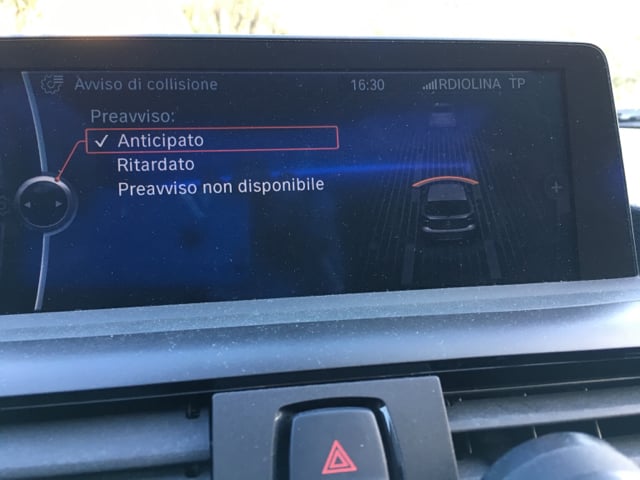 Avviso di collisione 16:30 RDIOLINA TP
Preavviso:
Anticipato
Ritardato
Preavviso non disponibile